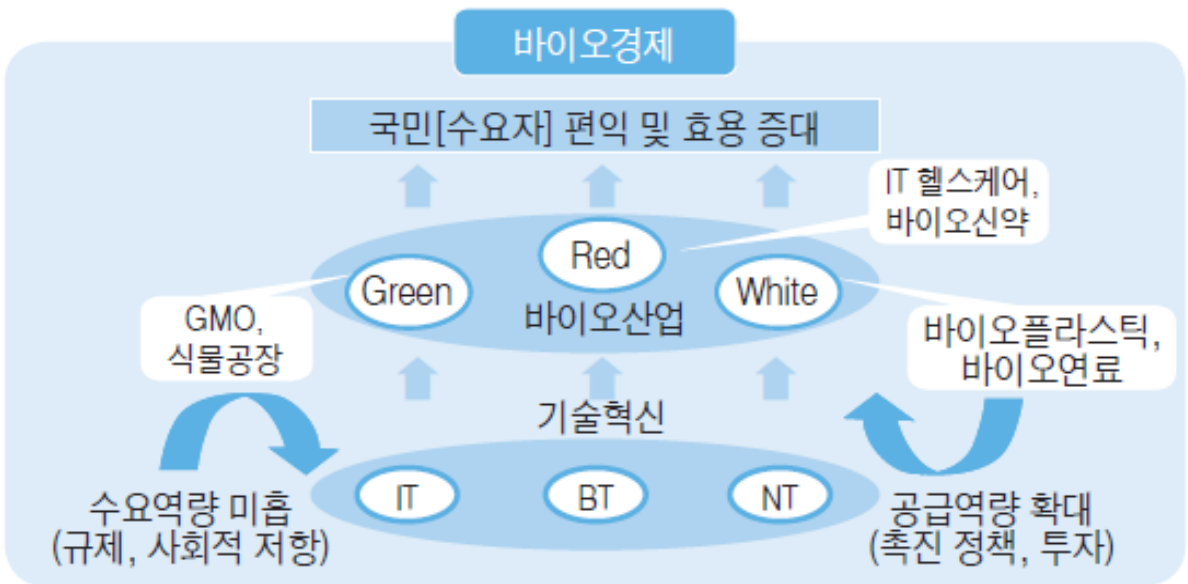 바이오경제
국민[수요자] 편익 및 효용 증대
IT 헬스케어,
바이오신약
Red
Green
White
바이오산업
GMO,
식물공장
바이오플라스틱,
바이오연료
기술혁신
IT
BT
NT
수요역량 미흡
(규제, 사회적 저항)
공급역량 확대
(촉진 정책, 투자)